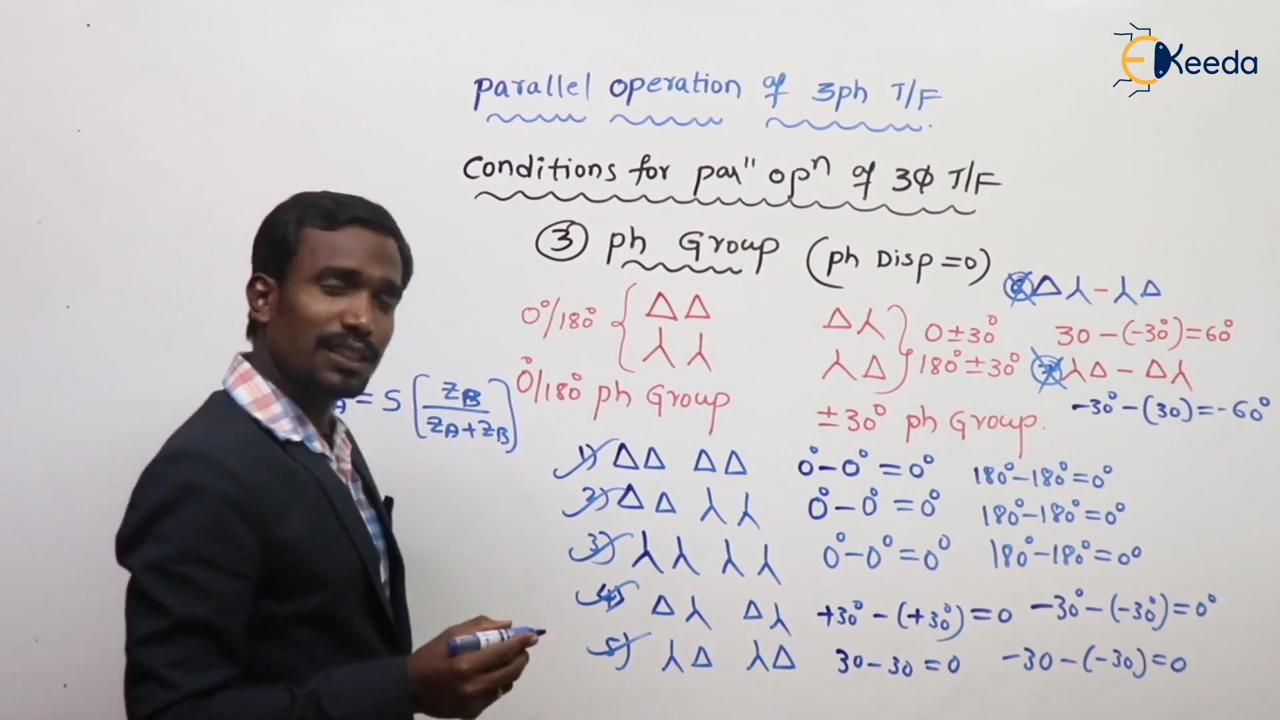 EKeeda
parallel operation of 3ph T/F
Conditions for par" opⁿ of 3Φ T/F
③ ph Group (ph Disp=0)
0°/180° { ΔΔ
⅄ ⅄
0°/180° ph Group
Δ⅄ } 0±30°
⅄Δ } 180°±30°
±30° ph Group.
⑥ Δ⅄-⅄Δ
30-(-30°)=60°
⑦ ⅄Δ-Δ⅄
-30°-(30)=-60°
A = S [ZB/(ZA+ZB)]
1) ΔΔ ΔΔ 0°-0°=0° 180°-180°=0°
2) ΔΔ ⅄⅄ 0°-0°=0° 180°-180°=0°
3) ⅄⅄ ⅄⅄ 0°-0°=0° 180°-180°=0°
4) Δ⅄ Δ⅄ +30°-(+30°)=0 -30°-(-30°)=0°
5) ⅄Δ ⅄Δ 30-30=0 -30-(-30)=0